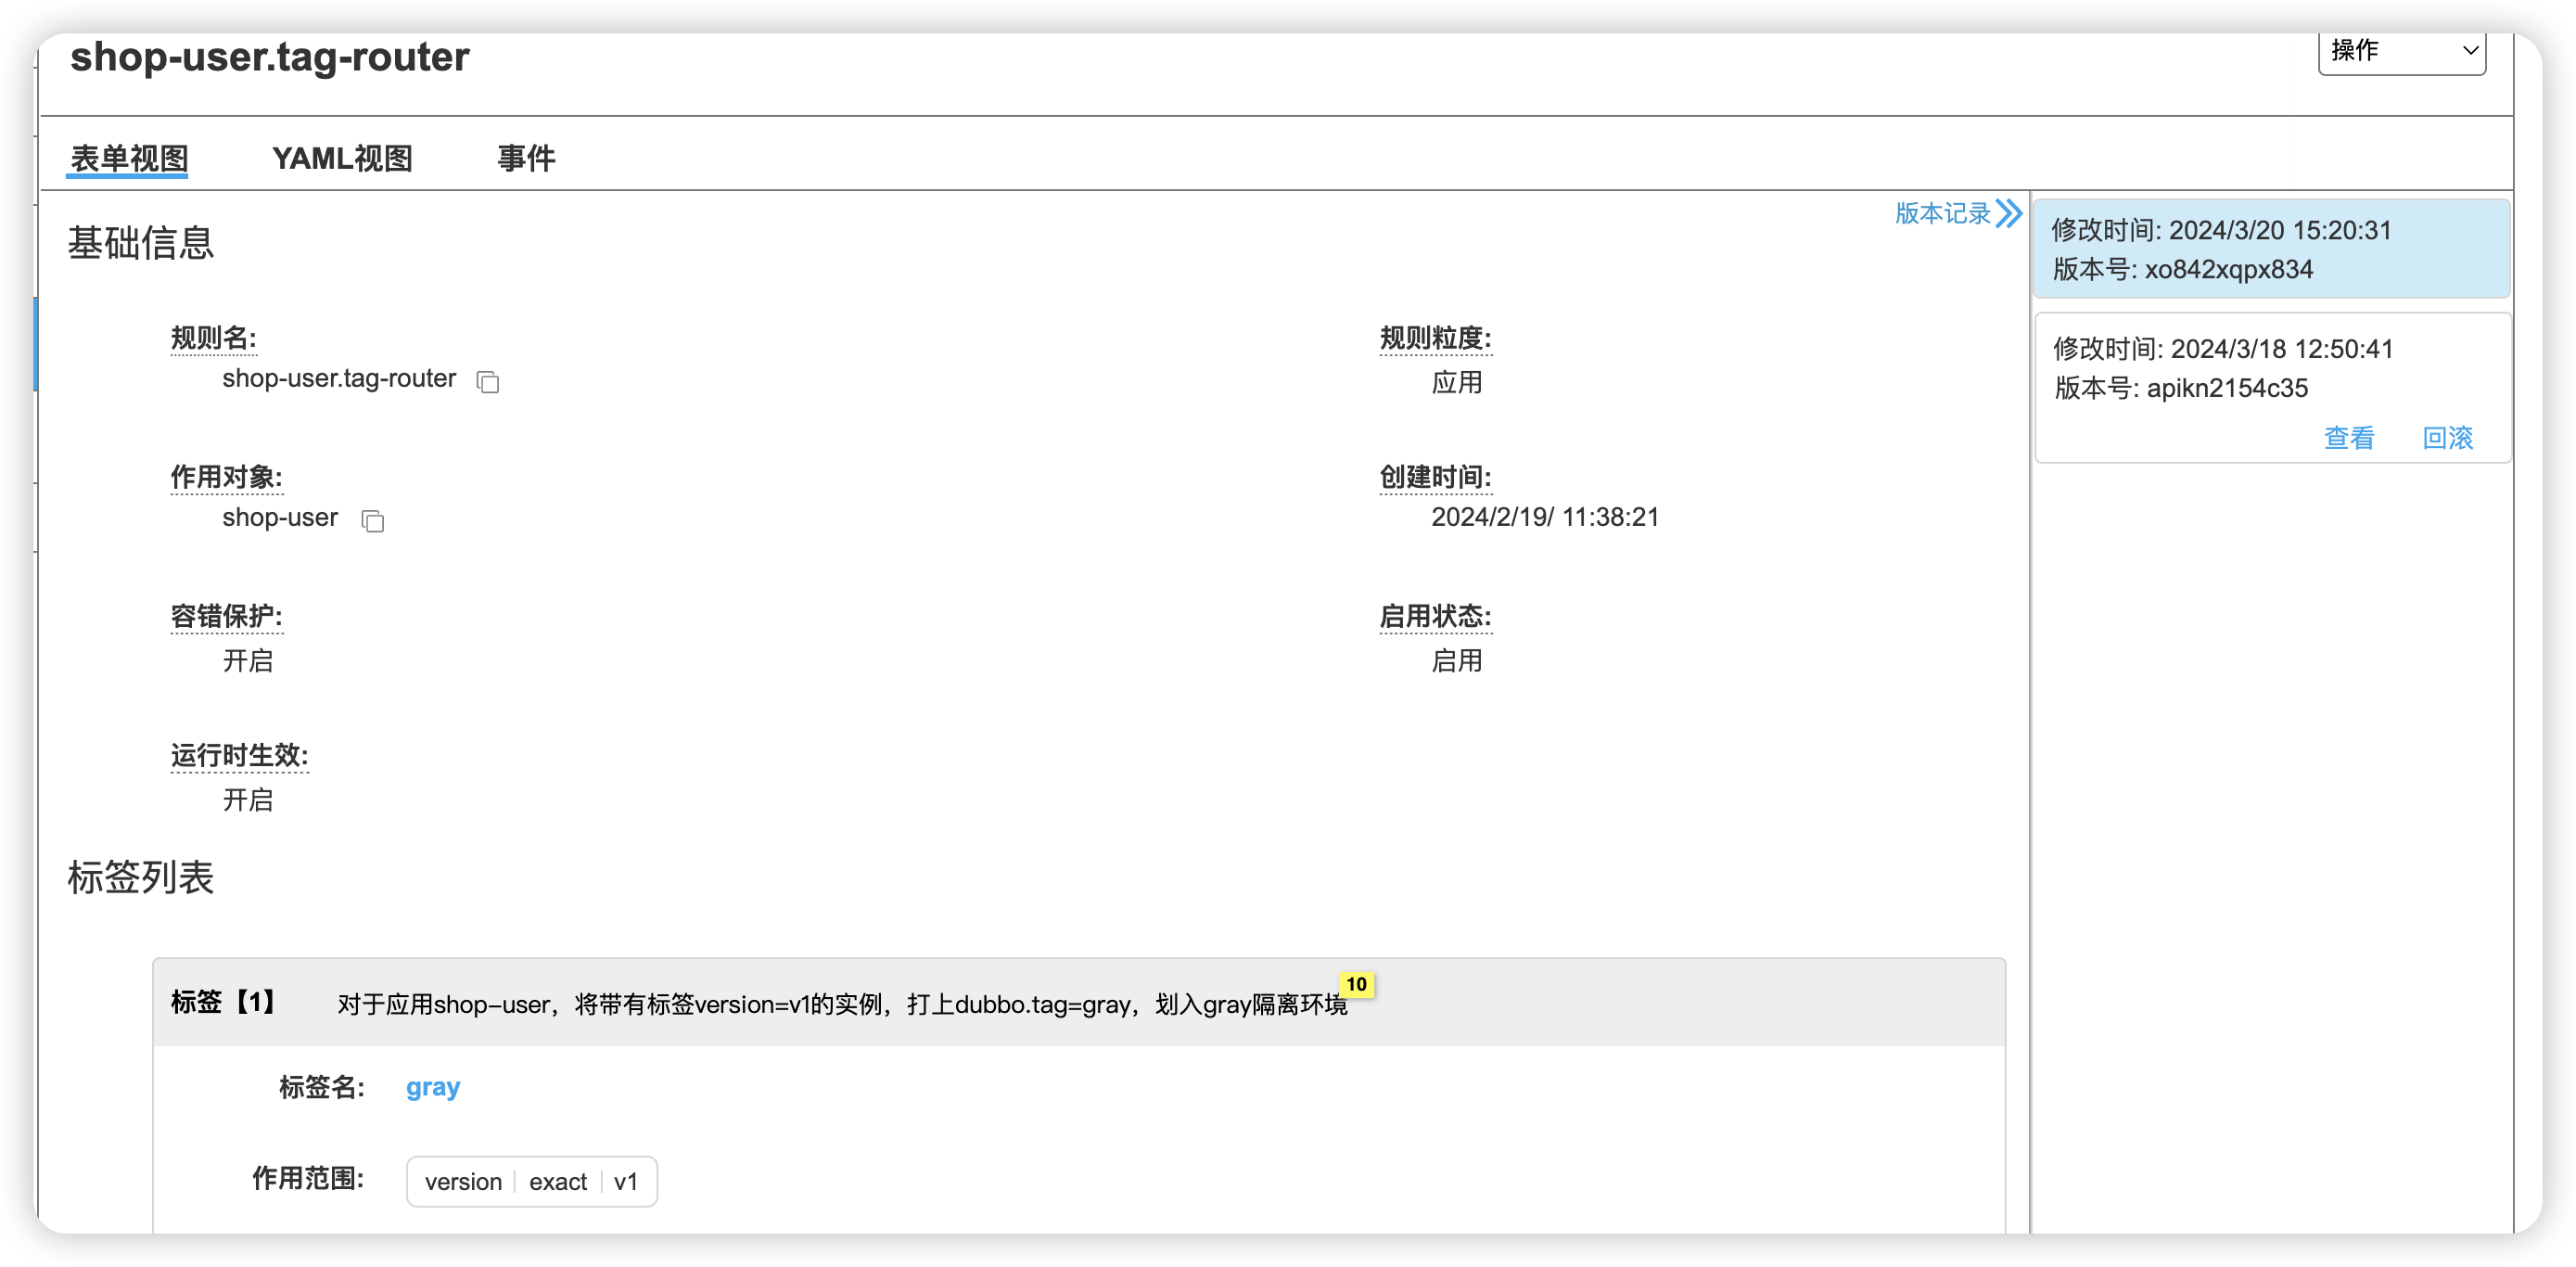 shop-user.tag-router
操作
表单视图 YAML视图 事件
版本记录
基础信息
规则名:
shop-user.tag-router
规则粒度:
应用
作用对象:
shop-user
创建时间:
2024/2/19/ 11:38:21
容错保护:
开启
启用状态:
启用
运行时生效:
开启
标签列表
标签【1】 对于应用shop-user，将带有标签version=v1的实例，打上dubbo.tag=gray，划入gray隔离环境
10
标签名: gray
作用范围: version exact v1
修改时间: 2024/3/20 15:20:31
版本号: xo842xqpx834
修改时间: 2024/3/18 12:50:41
版本号: apikn2154c35
查看 回滚